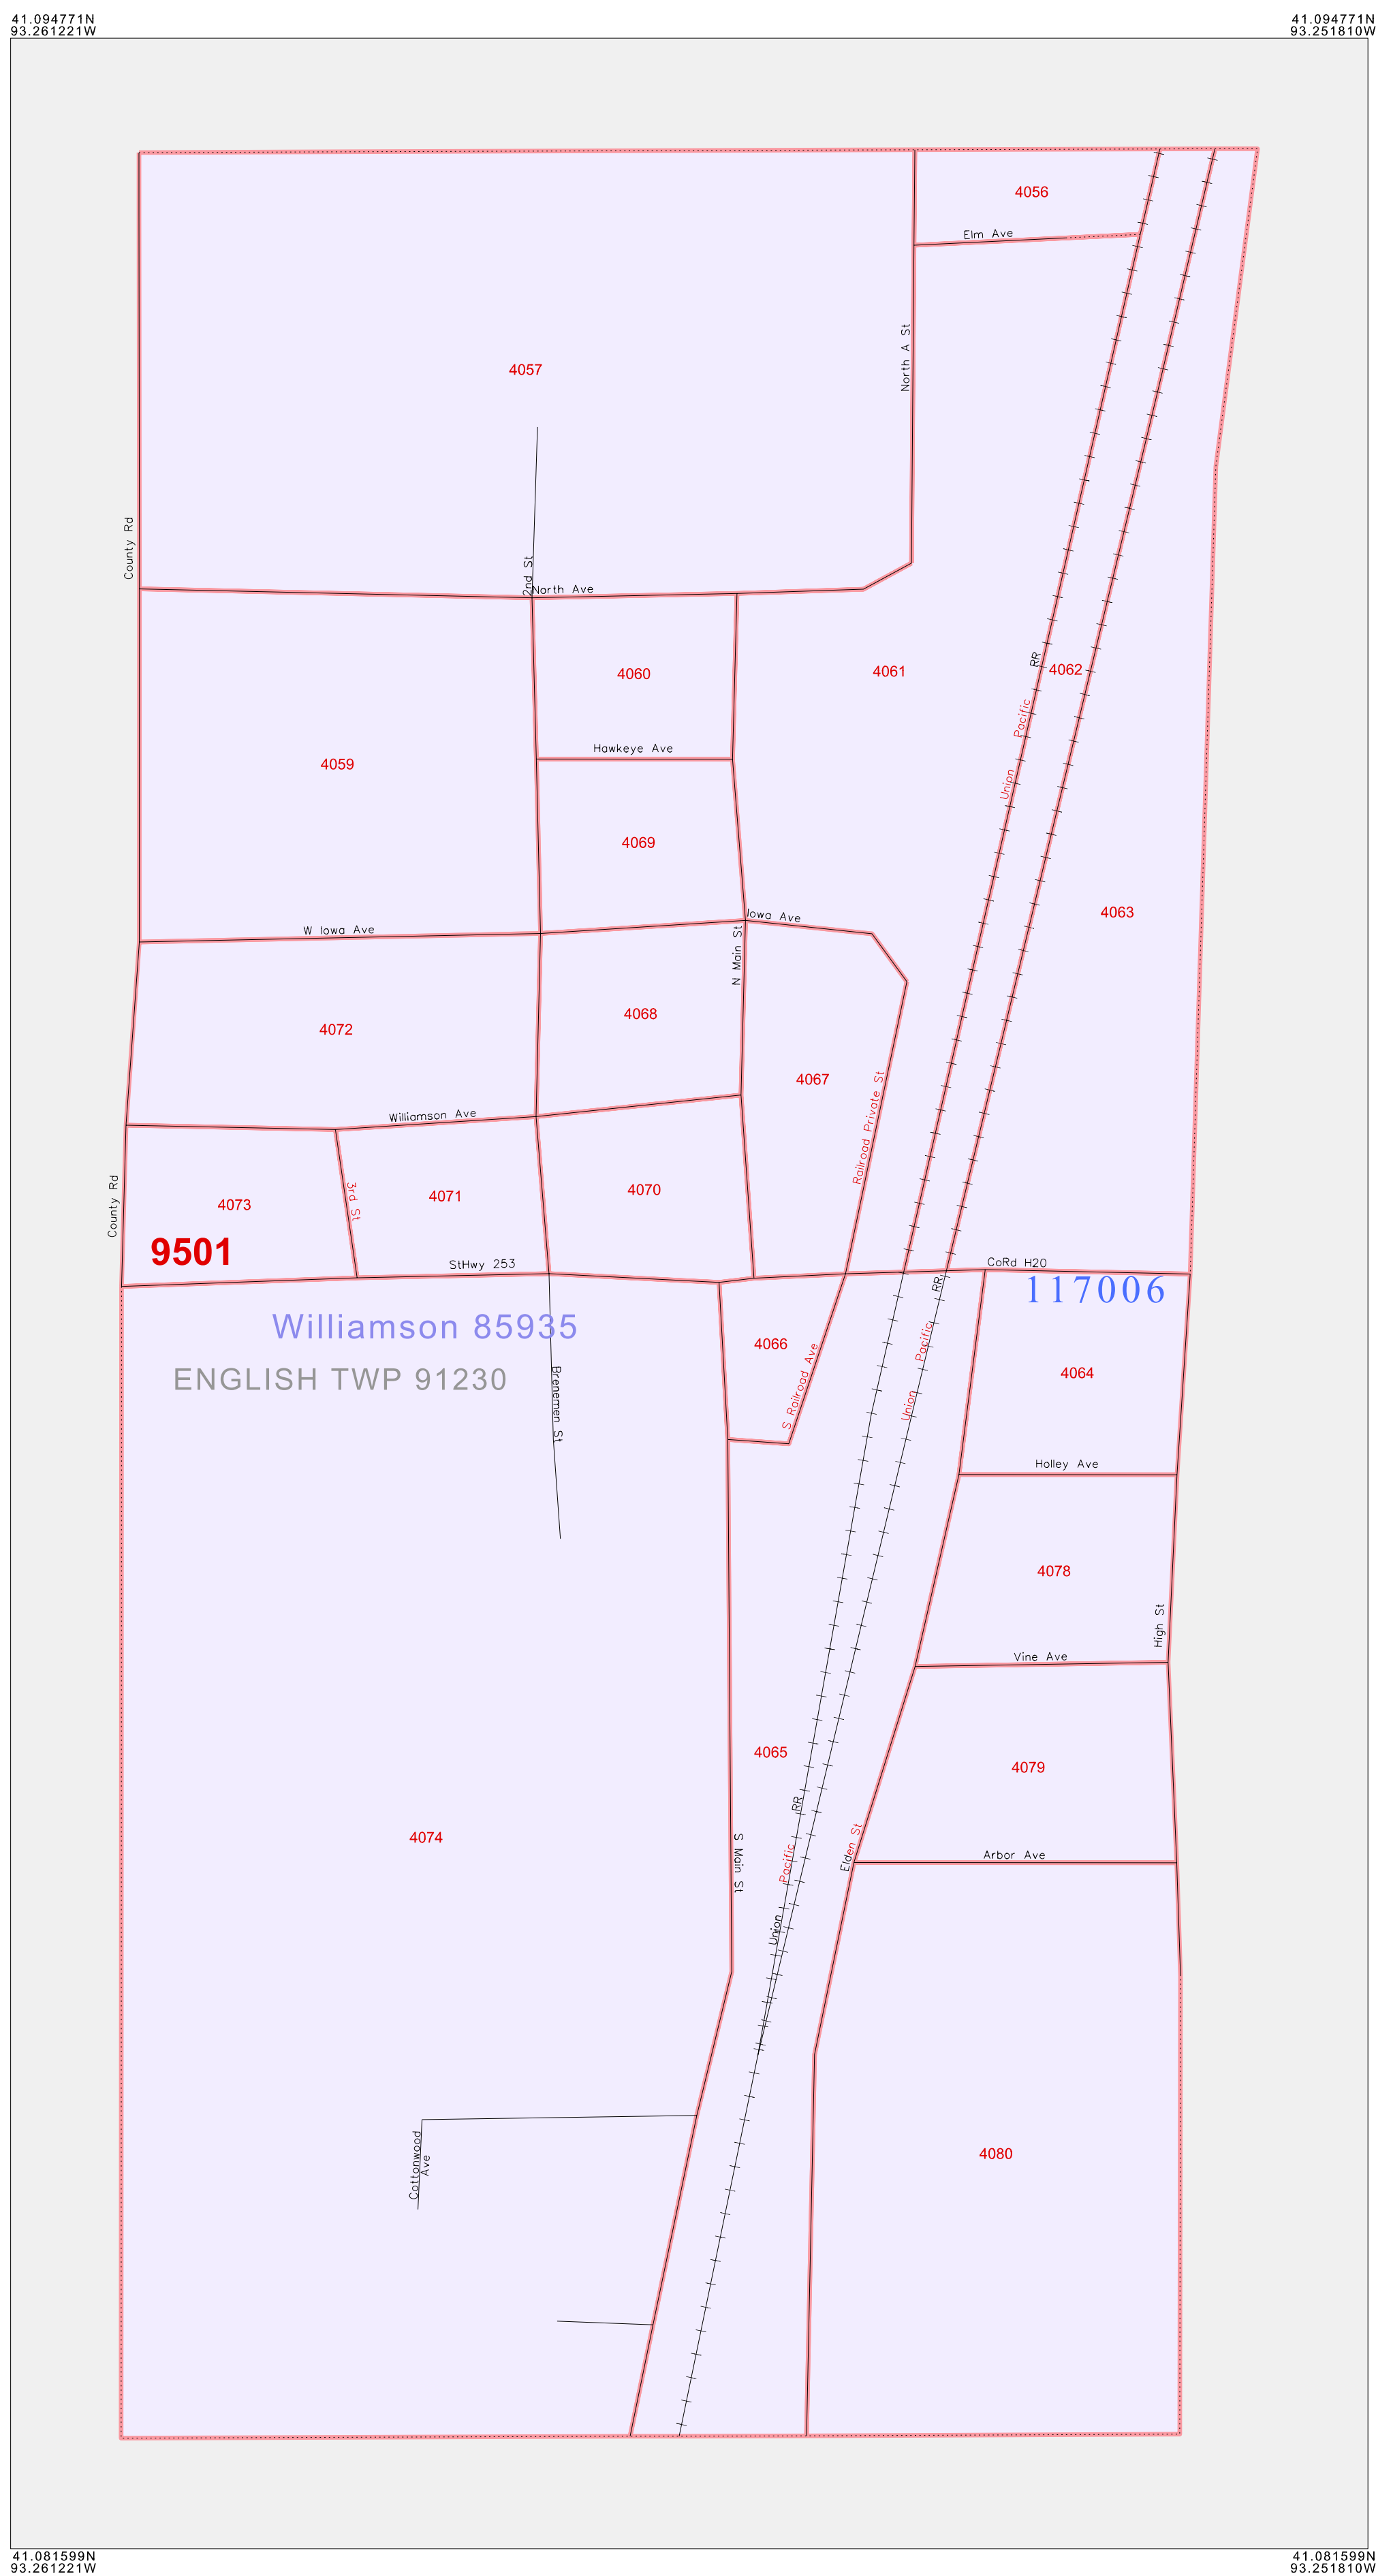 41.094771N
93.261221W
41.094771N
93.251810W
4056
Elm Ave
North A St
4057
County Rd
2nd St
North Ave
RR
4060
4061
4062
Pacific
Union
Hawkeye Ave
4059
4069
4063
Iowa Ave
W Iowa Ave
N Main St
4068
4072
4067
Railroad Private St
Williamson Ave
County Rd
4073
3rd St
4071
4070
9501
StHwy 253
CoRd H20
RR
117006
Williamson 85935
Pacific
4066
S Railroad Ave
ENGLISH TWP 91230
Union
4064
Brenemen St
Holley Ave
4078
High St
Vine Ave
4065
4079
RR
4074
S Main St
Pacific
Elden St
Arbor Ave
Union
Cottonwood
Ave
4080
41.081599N
93.261221W
41.081599N
93.251810W